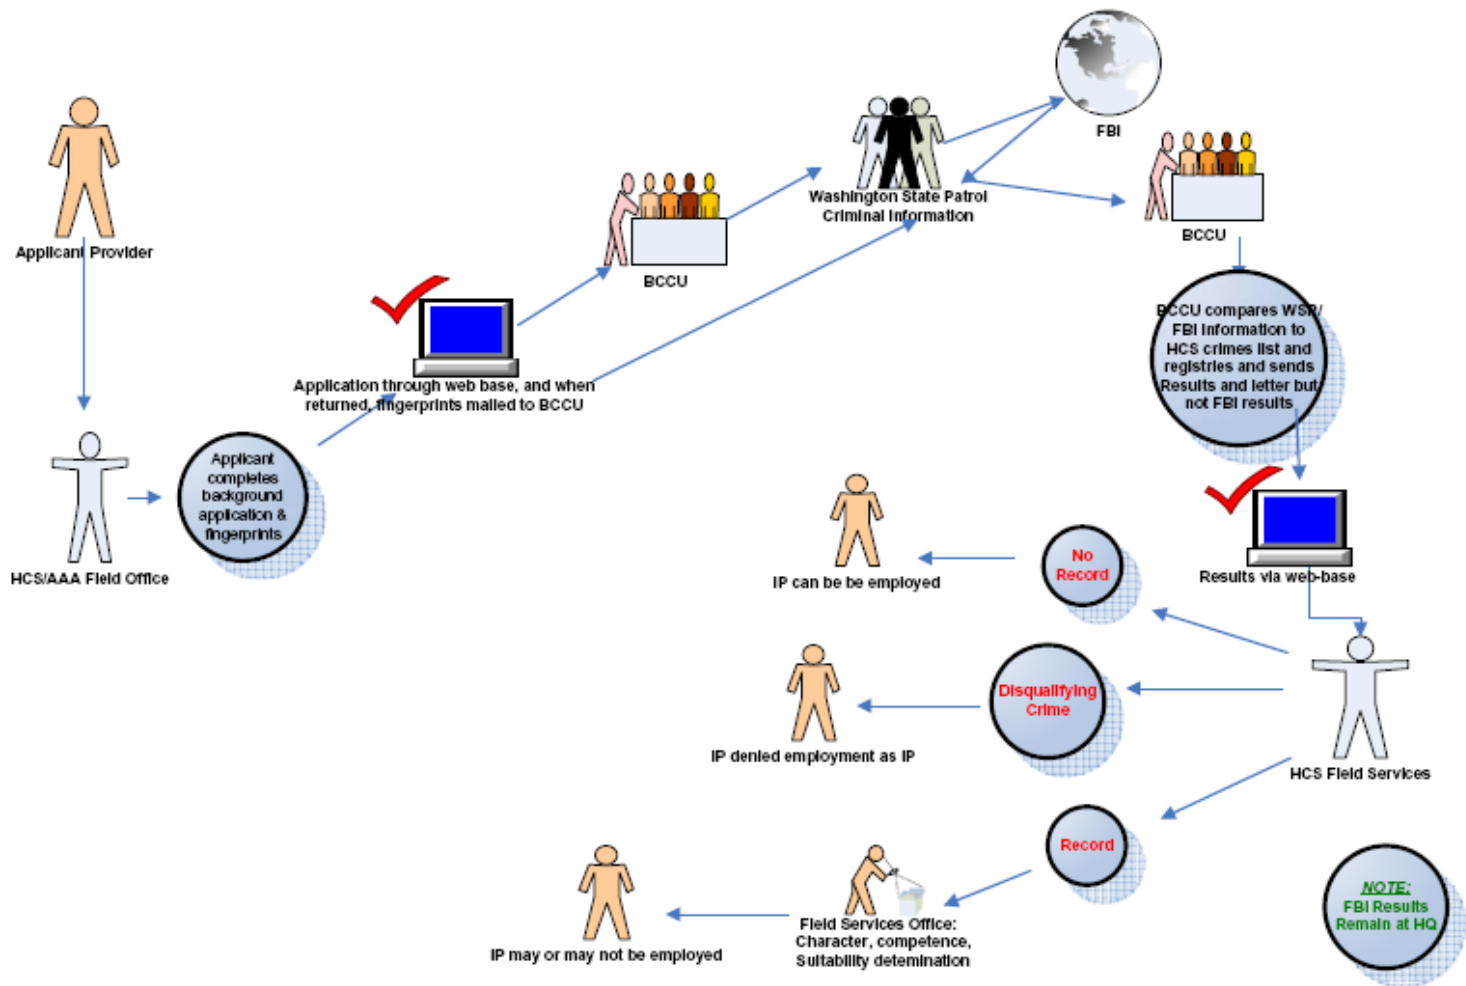 Applicant Provider
HCS/AAA Field Office
Applicant
completes
background
application &
fingerprints
Application through web base, and when
returned, fingerprints mailed to BCCU
BCCU
Washington State Patrol
Criminal Information
FBI
BCCU
BCCU compares WSP/
FBI Information to
HCS crimes list and
registries and sends
Results and letter but
not FBI results
Results via web-base
HCS Field Services
No
Record
IP can be be employed
Disqualifying
Crime
IP denied employment as IP
Record
Field Services Office:
Character, competence,
Suitability detemination
IP may or may not be employed
NOTE:
FBI Results
Remain at HQ